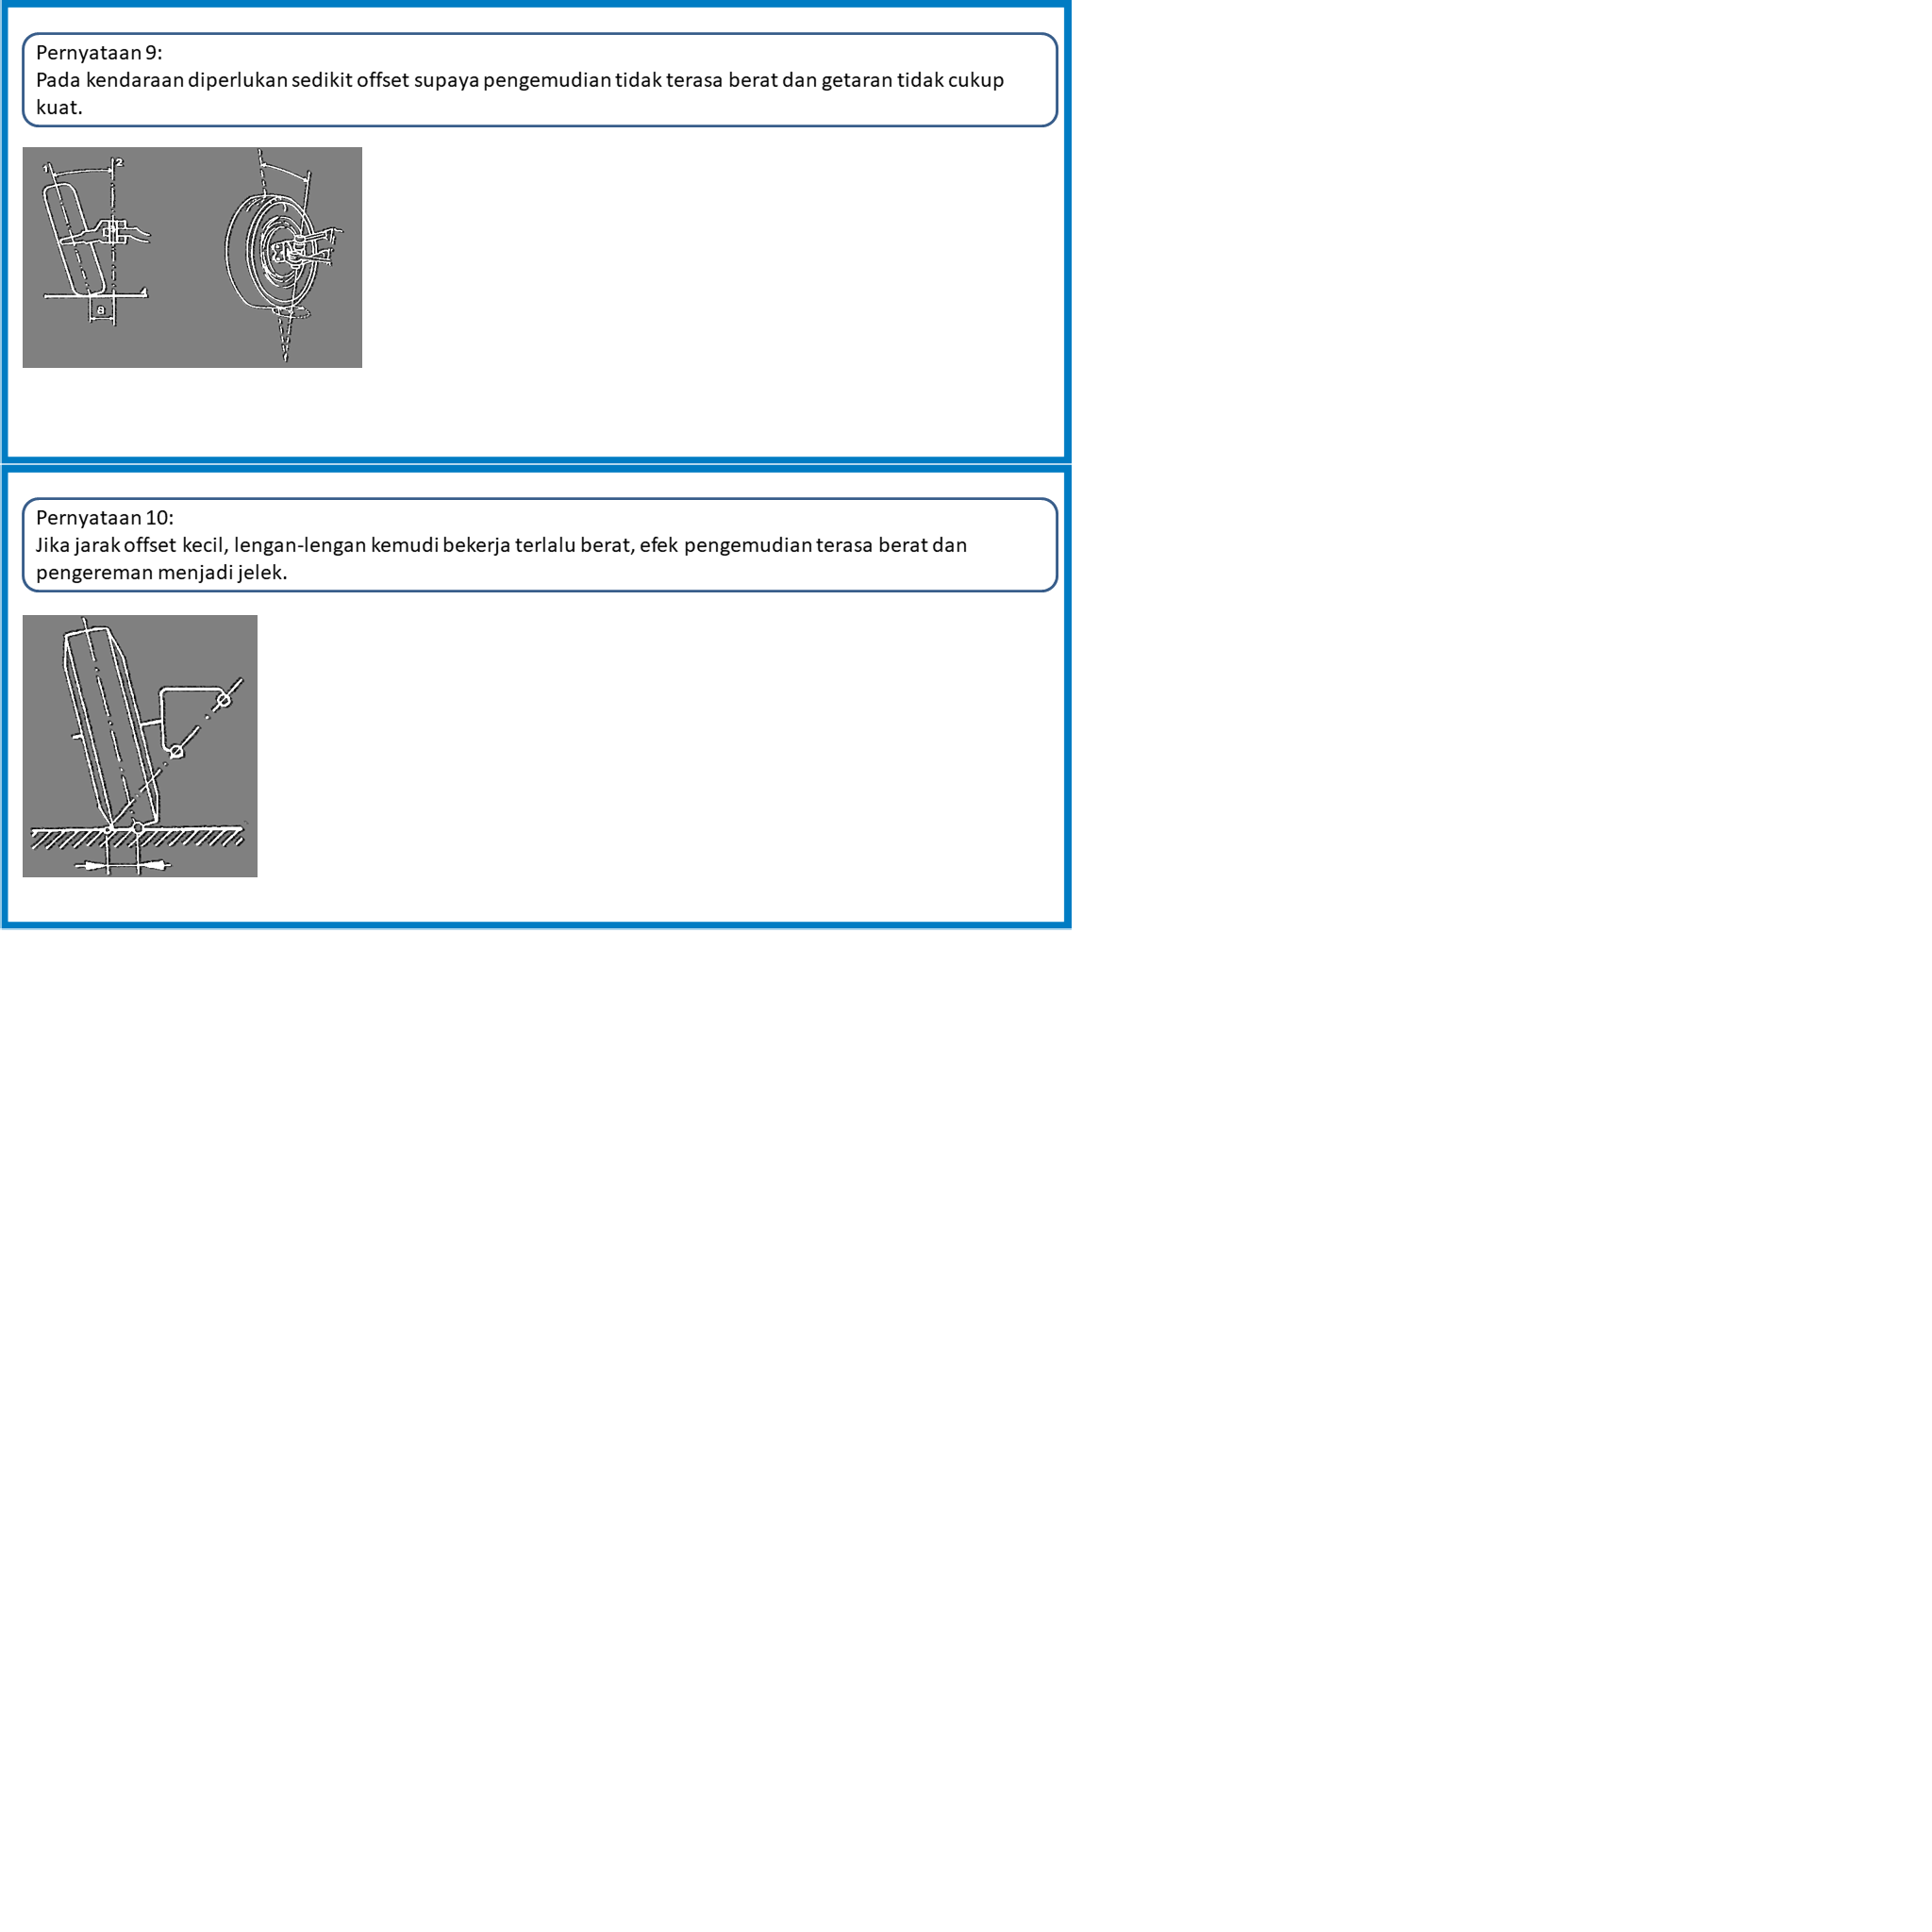 Pernyataan 9:
Pada kendaraan diperlukan sedikit offset supaya pengemudian tidak terasa berat dan getaran tidak cukup
kuat.
1
2
a
Pernyataan 10:
Jika jarak offset kecil, lengan-lengan kemudi bekerja terlalu berat, efek pengemudian terasa berat dan
pengereman menjadi jelek.